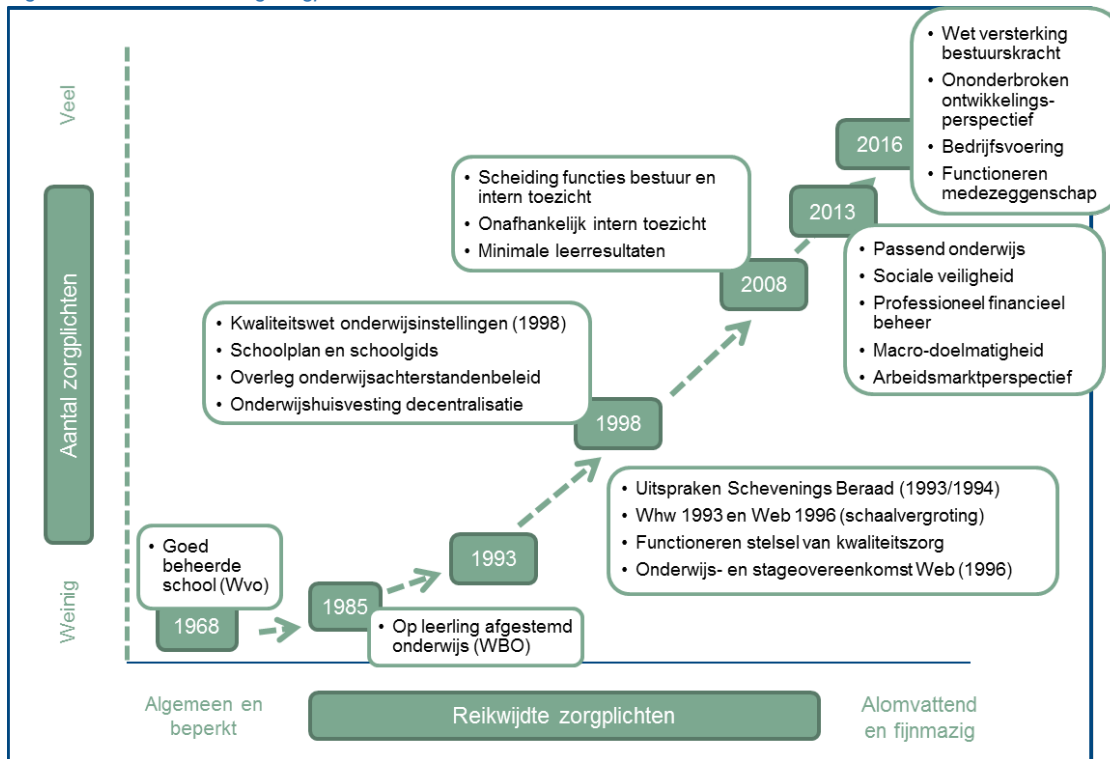 Veel
Aantal zorgplichten
Weinig
• Wet versterking
bestuurskracht
• Ononderbroken
ontwikkelings-
perspectief
• Bedrijfsvoering
• Functioneren
medezeggenschap
2016
• Scheiding functies bestuur en
intern toezicht
• Onafhankelijk intern toezicht
• Minimale leerresultaten
2013
• Passend onderwijs
• Sociale veiligheid
• Professioneel financieel
beheer
• Macro-doelmatigheid
• Arbeidsmarktperspectief
2008
• Kwaliteitswet onderwijsinstellingen (1998)
• Schoolplan en schoolgids
• Overleg onderwijsachterstandenbeleid
• Onderwijshuisvesting decentralisatie
1998
• Uitspraken Schevenings Beraad (1993/1994)
• Whw 1993 en Web 1996 (schaalvergroting)
• Functioneren stelsel van kwaliteitszorg
• Onderwijs- en stageovereenkomst Web (1996)
• Goed
beheerde
school (Wvo)
1993
1985
1968
• Op leerling afgestemd
onderwijs (WBO)
Algemeen en
beperkt
Reikwijdte zorgplichten
Alomvattend
en fijnmazig